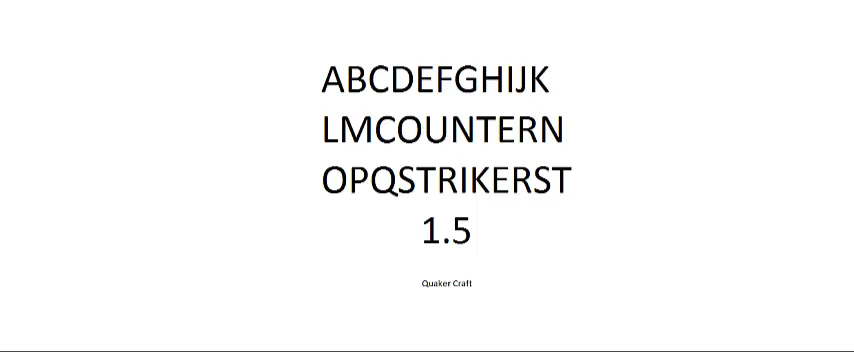 ABCDEFGHIJK
LMCOUNTERN
OPQSTRIKERST
1.5
Quaker Craft